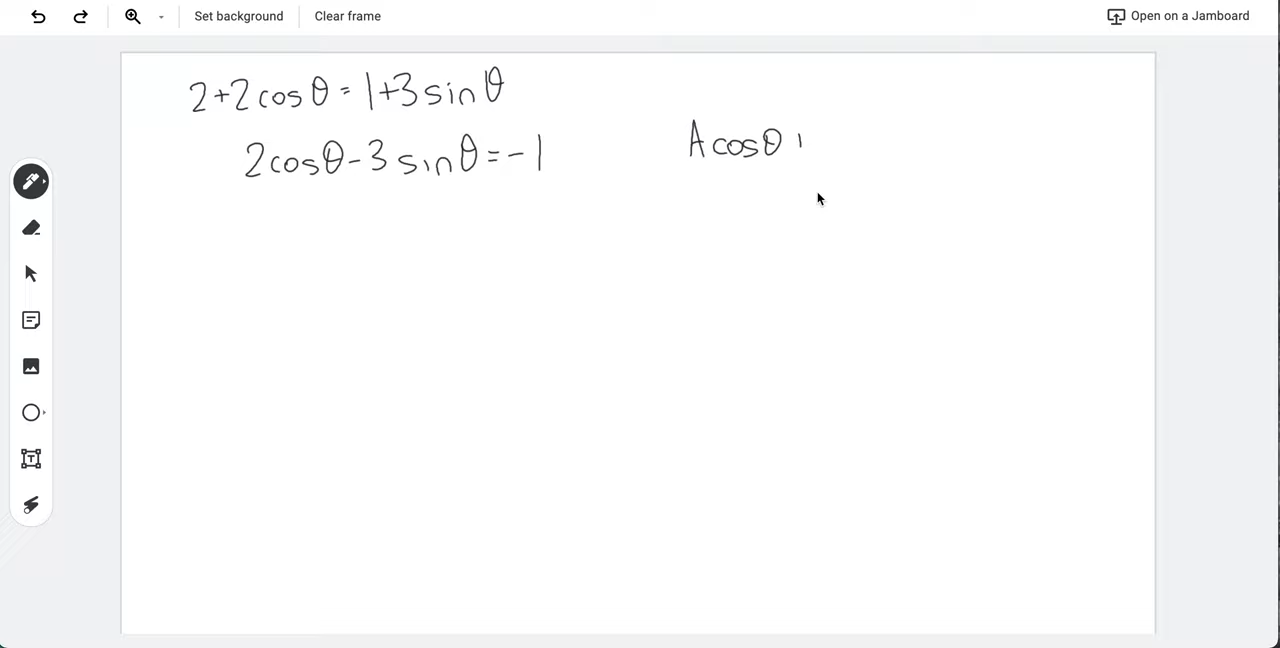 Set background Clear frame Open on a Jamboard
2+2cosθ=1+3sinθ
2cosθ-3sinθ=-1
Acosθ